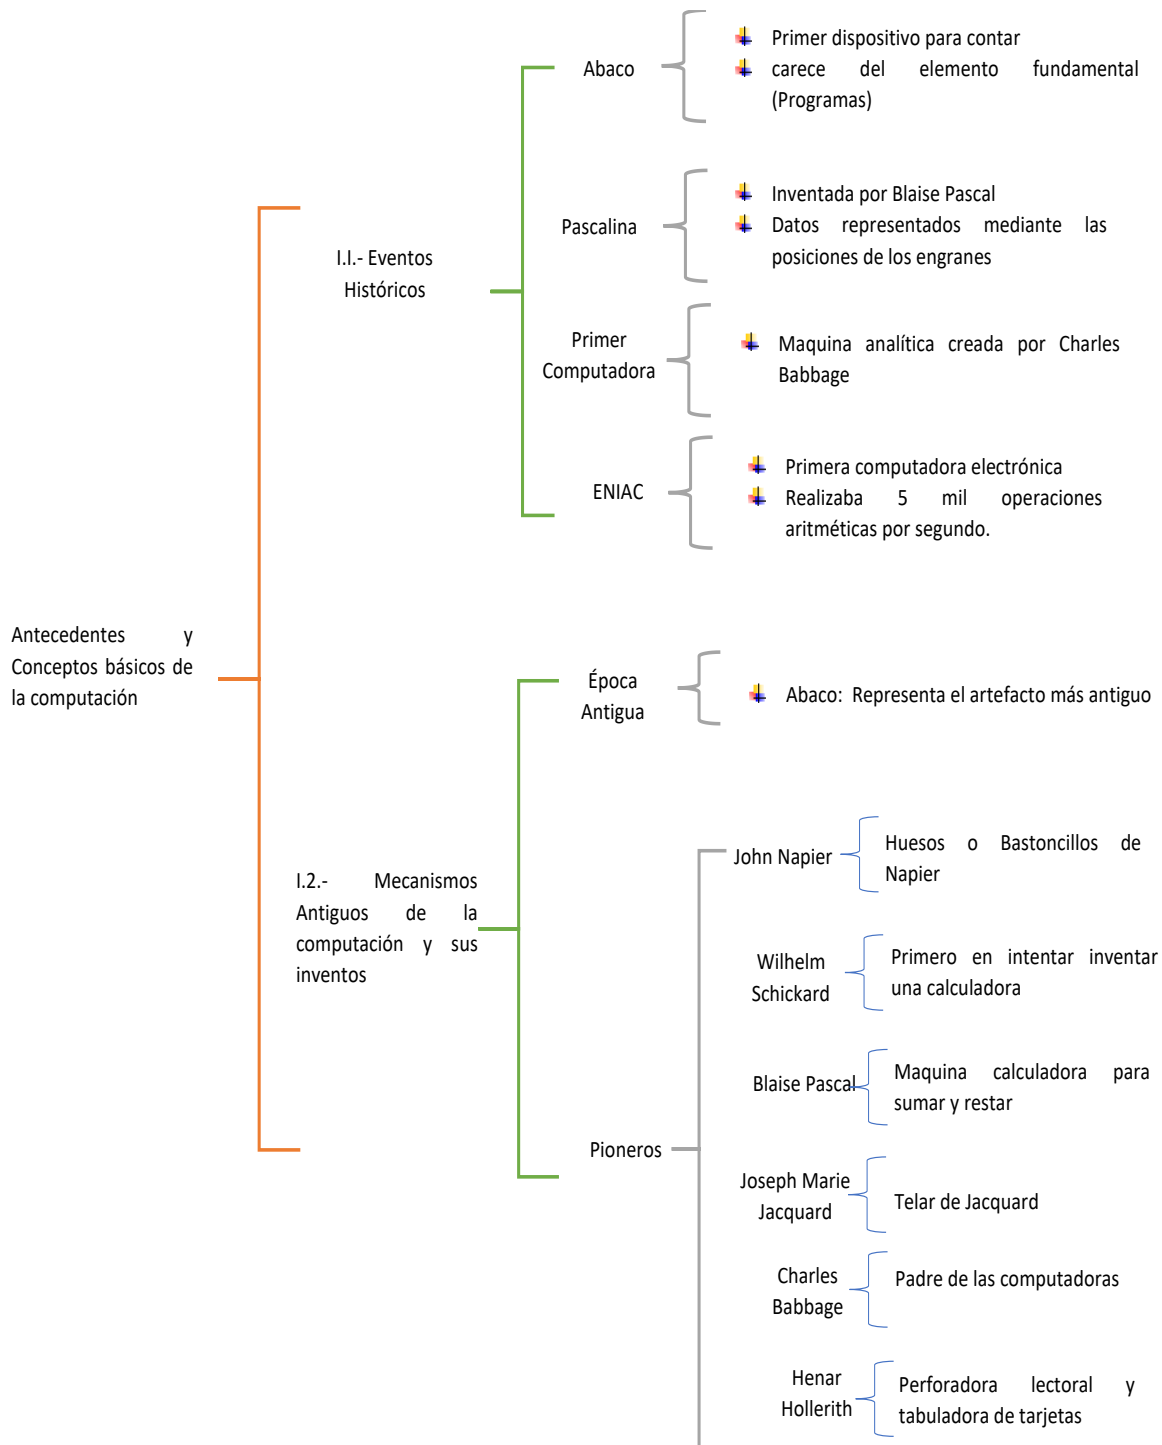 Abaco
Primer dispositivo para contar
carece del elemento fundamental
(Programas)
Pascalina
Inventada por Blaise Pascal
Datos representados mediante las
posiciones de los engranes
I.I.- Eventos
Históricos
Primer
Computadora
Maquina analítica creada por Charles
Babbage
ENIAC
Primera computadora electrónica
Realizaba 5 mil operaciones
aritméticas por segundo.
Antecedentes y
Conceptos básicos de
la computación
Época
Antigua
Abaco: Representa el artefacto más antiguo
I.2.- Mecanismos
Antiguos de la
computación y sus
inventos
John Napier
Huesos o Bastoncillos de
Napier
Wilhelm
Schickard
Primero en intentar inventar
una calculadora
Blaise Pascal
Maquina calculadora para
sumar y restar
Pioneros
Joseph Marie
Jacquard
Telar de Jacquard
Charles
Babbage
Padre de las computadoras
Henar
Hollerith
Perforadora lectoral y
tabuladora de tarjetas